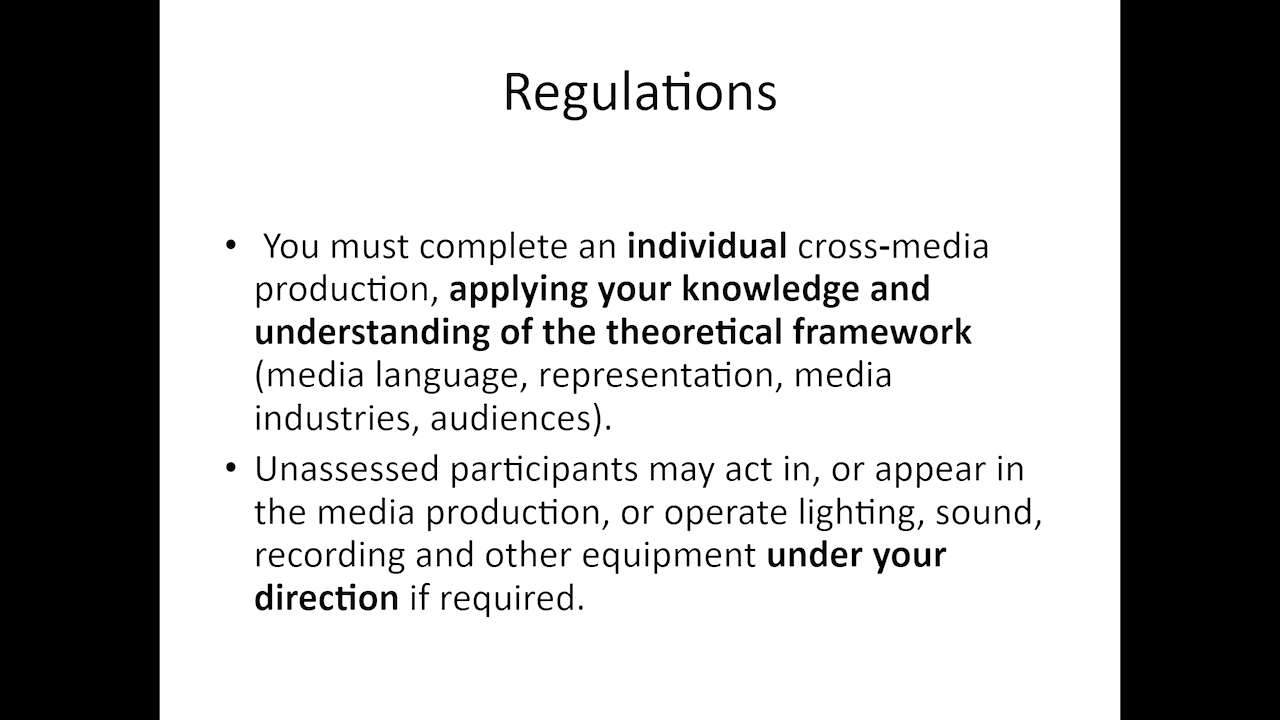 Regulations
• You must complete an individual cross-media
production, applying your knowledge and
understanding of the theoretical framework
(media language, representation, media
industries, audiences).
• Unassessed participants may act in, or appear in
the media production, or operate lighting, sound,
recording and other equipment under your
direction if required.